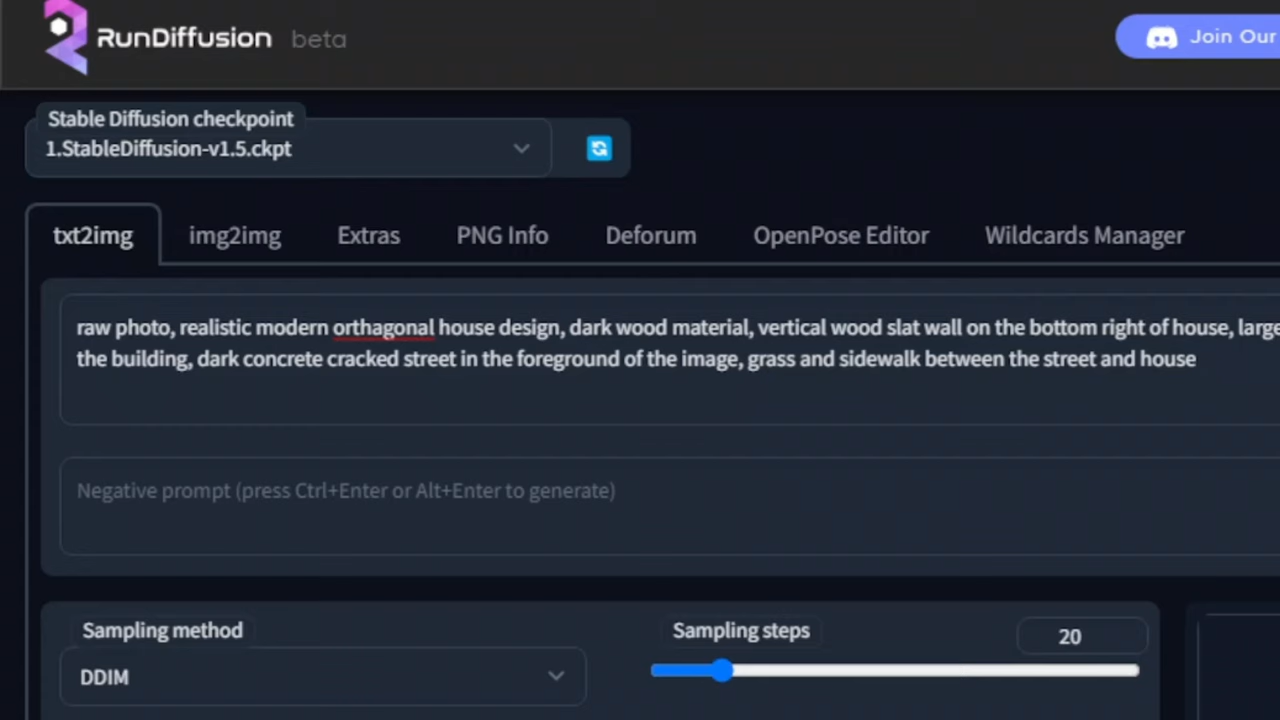 RunDiffusion beta
Join Our
Stable Diffusion checkpoint
1.StableDiffusion-v1.5.ckpt
txt2img img2img Extras PNG Info Deforum OpenPose Editor Wildcards Manager
raw photo, realistic modern orthagonal house design, dark wood material, vertical wood slat wall on the bottom right of house, large
the building, dark concrete cracked street in the foreground of the image, grass and sidewalk between the street and house
Negative prompt (press Ctrl+Enter or Alt+Enter to generate)
Sampling method
DDIM
Sampling steps
20